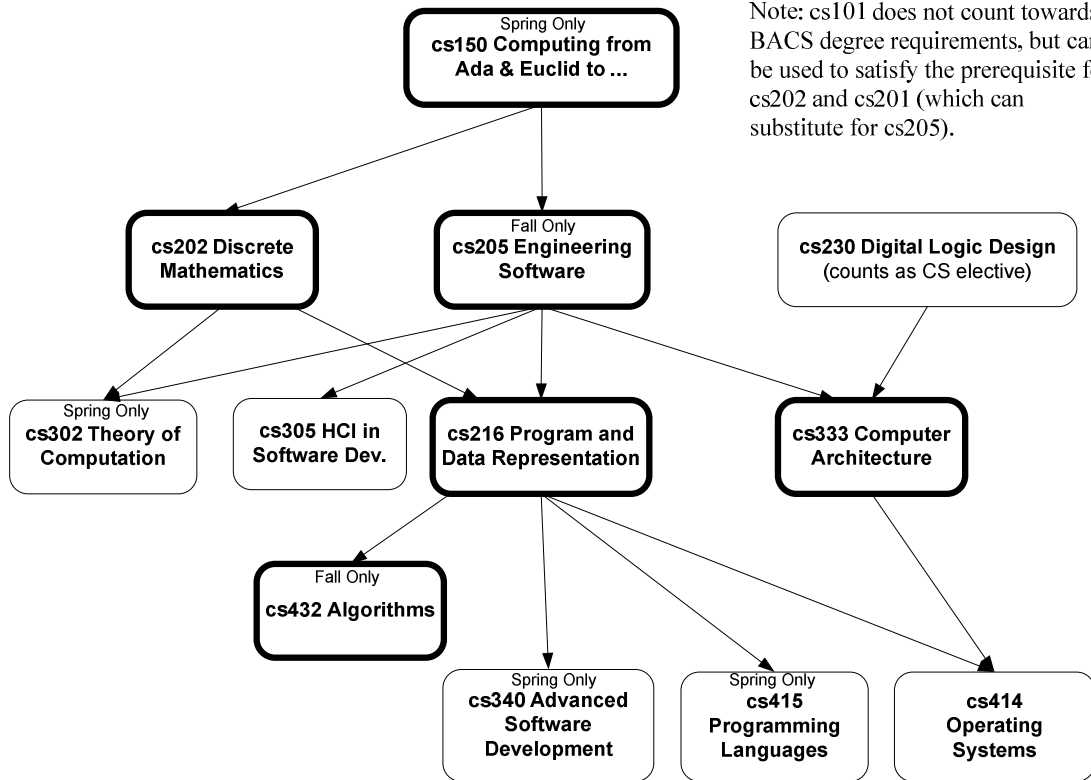 Spring Only
cs150 Computing from
Ada & Euclid to ...
Note: cs101 does not count towards
BACS degree requirements, but can
be used to satisfy the prerequisite f
cs202 and cs201 (which can
substitute for cs205).
cs202 Discrete
Mathematics
Fall Only
cs205 Engineering
Software
cs230 Digital Logic Design
(counts as CS elective)
Spring Only
cs302 Theory of
Computation
cs305 HCI in
Software Dev.
cs216 Program and
Data Representation
cs333 Computer
Architecture
Fall Only
cs432 Algorithms
Spring Only
cs340 Advanced
Software
Development
Spring Only
cs415
Programming
Languages
cs414
Operating
Systems